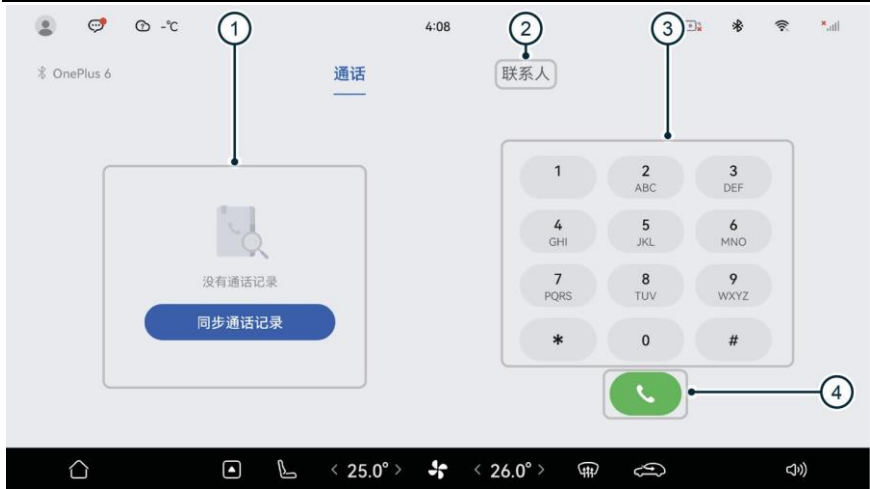 -℃ 4:08
OnePlus 6
通话
联系人
1 2 3 4
没有通话记录
同步通话记录
1
2 ABC
3 DEF
4 GHI
5 JKL
6 MNO
7 PQRS
8 TUV
9 WXYZ
*
0
#
< 25.0° > < 26.0° >